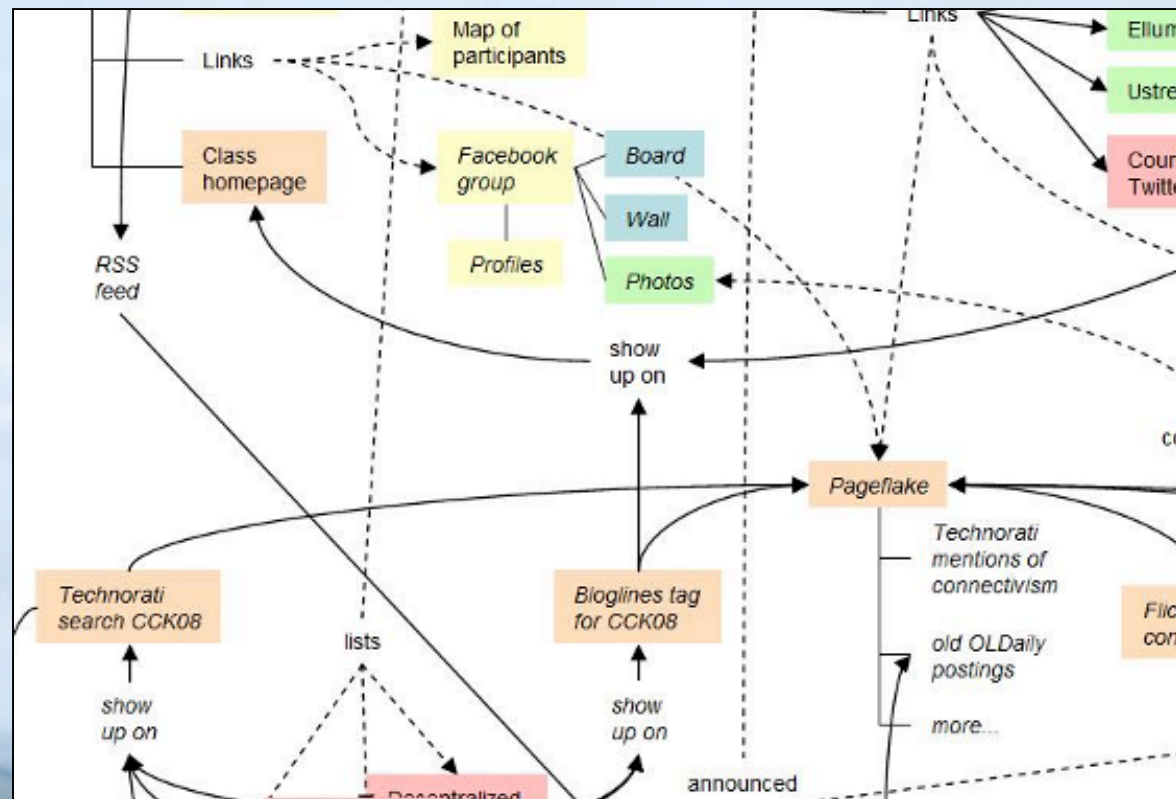 Links
Map of
participants
Links
Class
homepage
Facebook
group
Board
Wall
Profiles
Photos
RSS
feed
show
up on
Pageflake
Technorati
mentions of
connectivism
Technorati
search CCK08
Bloglines tag
for CCK08
lists
old OLDaily
postings
show
up on
show
up on
more...
announced
Decentralized